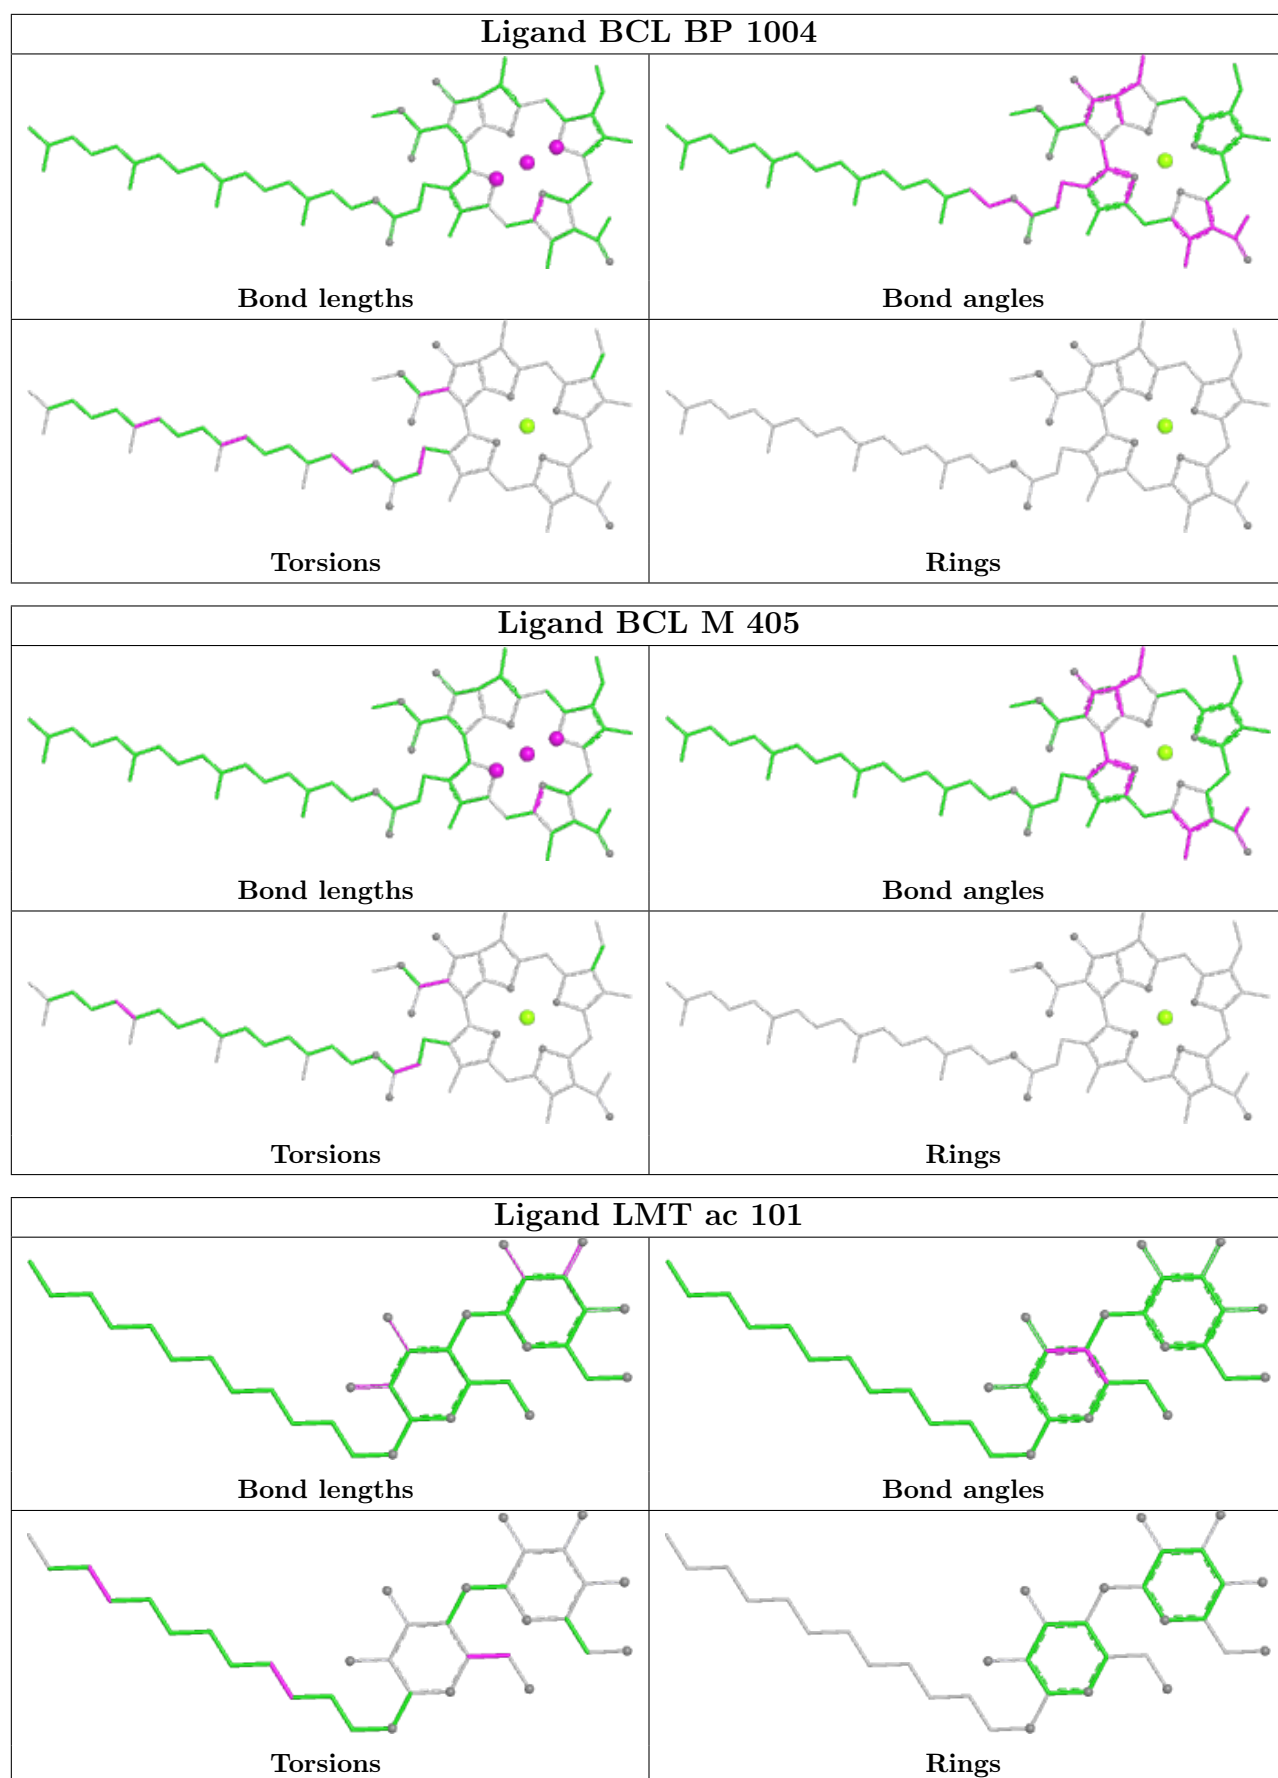 Ligand BCL BP 1004
Bond lengths
Bond angles
Torsions
Rings
Ligand BCL M 405
Bond lengths
Bond angles
Torsions
Rings
Ligand LMT ac 101
Bond lengths
Bond angles
Torsions
Rings